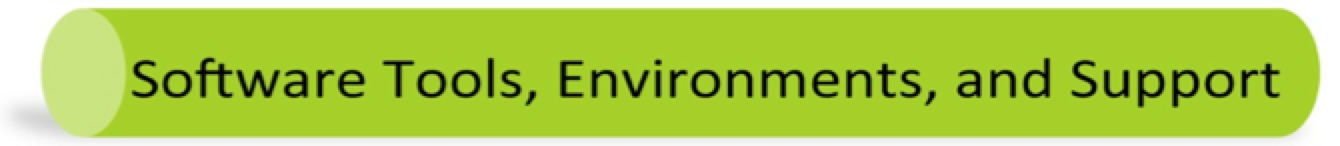 Software Tools, Environments, and Support